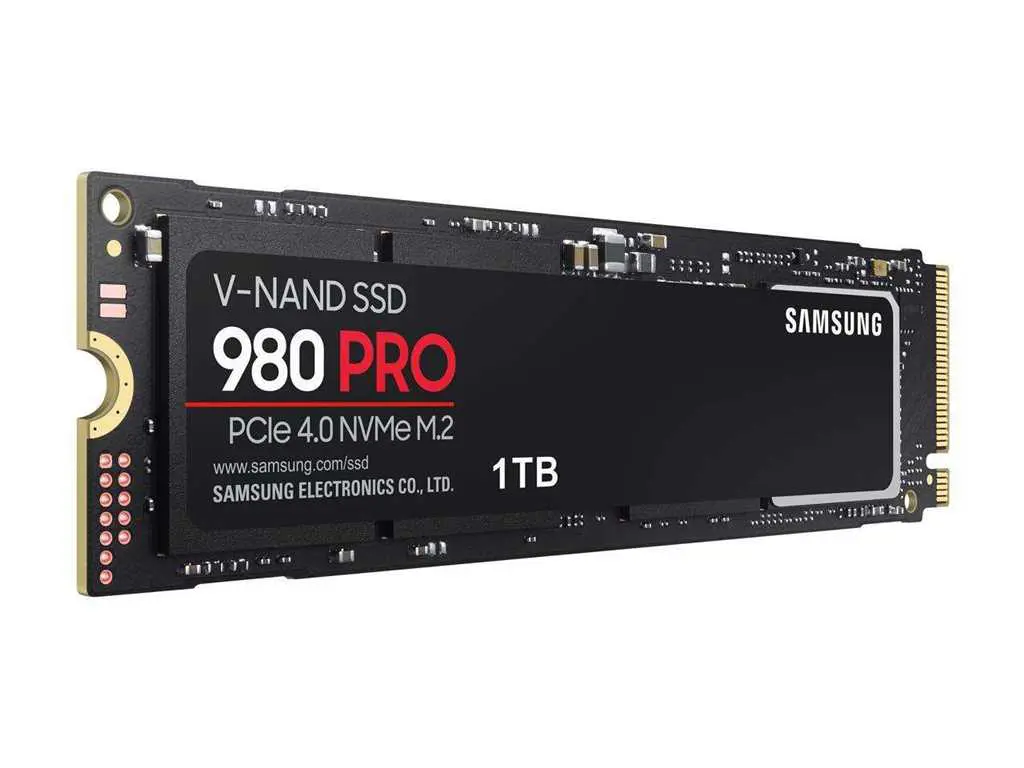 V-NAND SSD
980 PRO
PCIe 4.0 NVMe M.2
www.samsung.com/ssd
SAMSUNG ELECTRONICS CO., LTD.
1TB
SAMSUNG